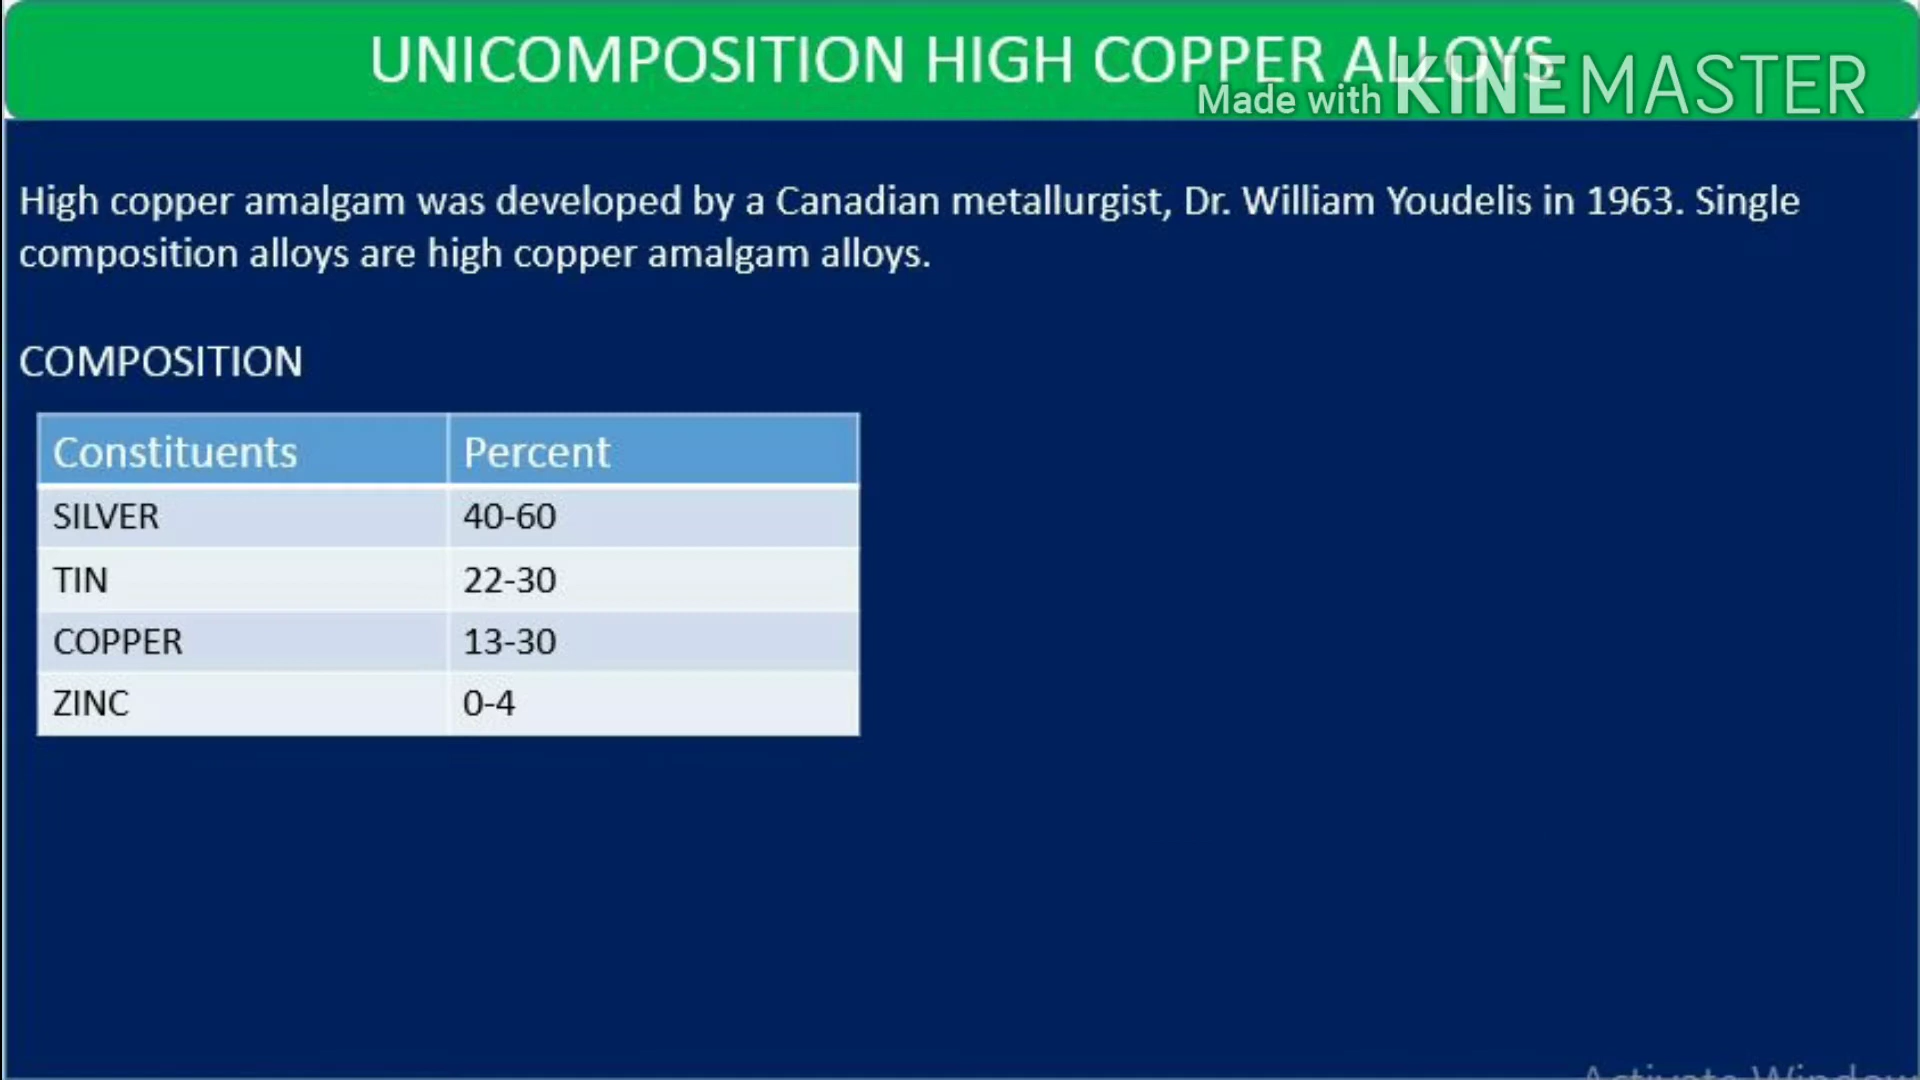 UNICOMPOSITION HIGH COPPER ALLOYS
Made with KINEMASTER
High copper amalgam was developed by a Canadian metallurgist, Dr. William Youdelis in 1963. Single
composition alloys are high copper amalgam alloys.
COMPOSITION
Constituents Percent
SILVER 40-60
TIN 22-30
COPPER 13-30
ZINC 0-4